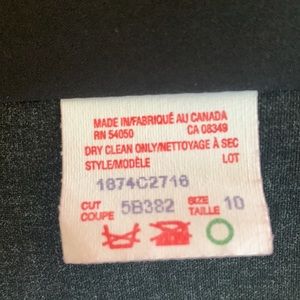 MADE IN/FABRIQUÉ AU CANADA
RN 54050 CA 08349
DRY CLEAN ONLY/NETTOYAGE À SEC
STYLE/MODÈLE LOT
1874C2716
CUT COUPE 5B382 SIZE TAILLE 10